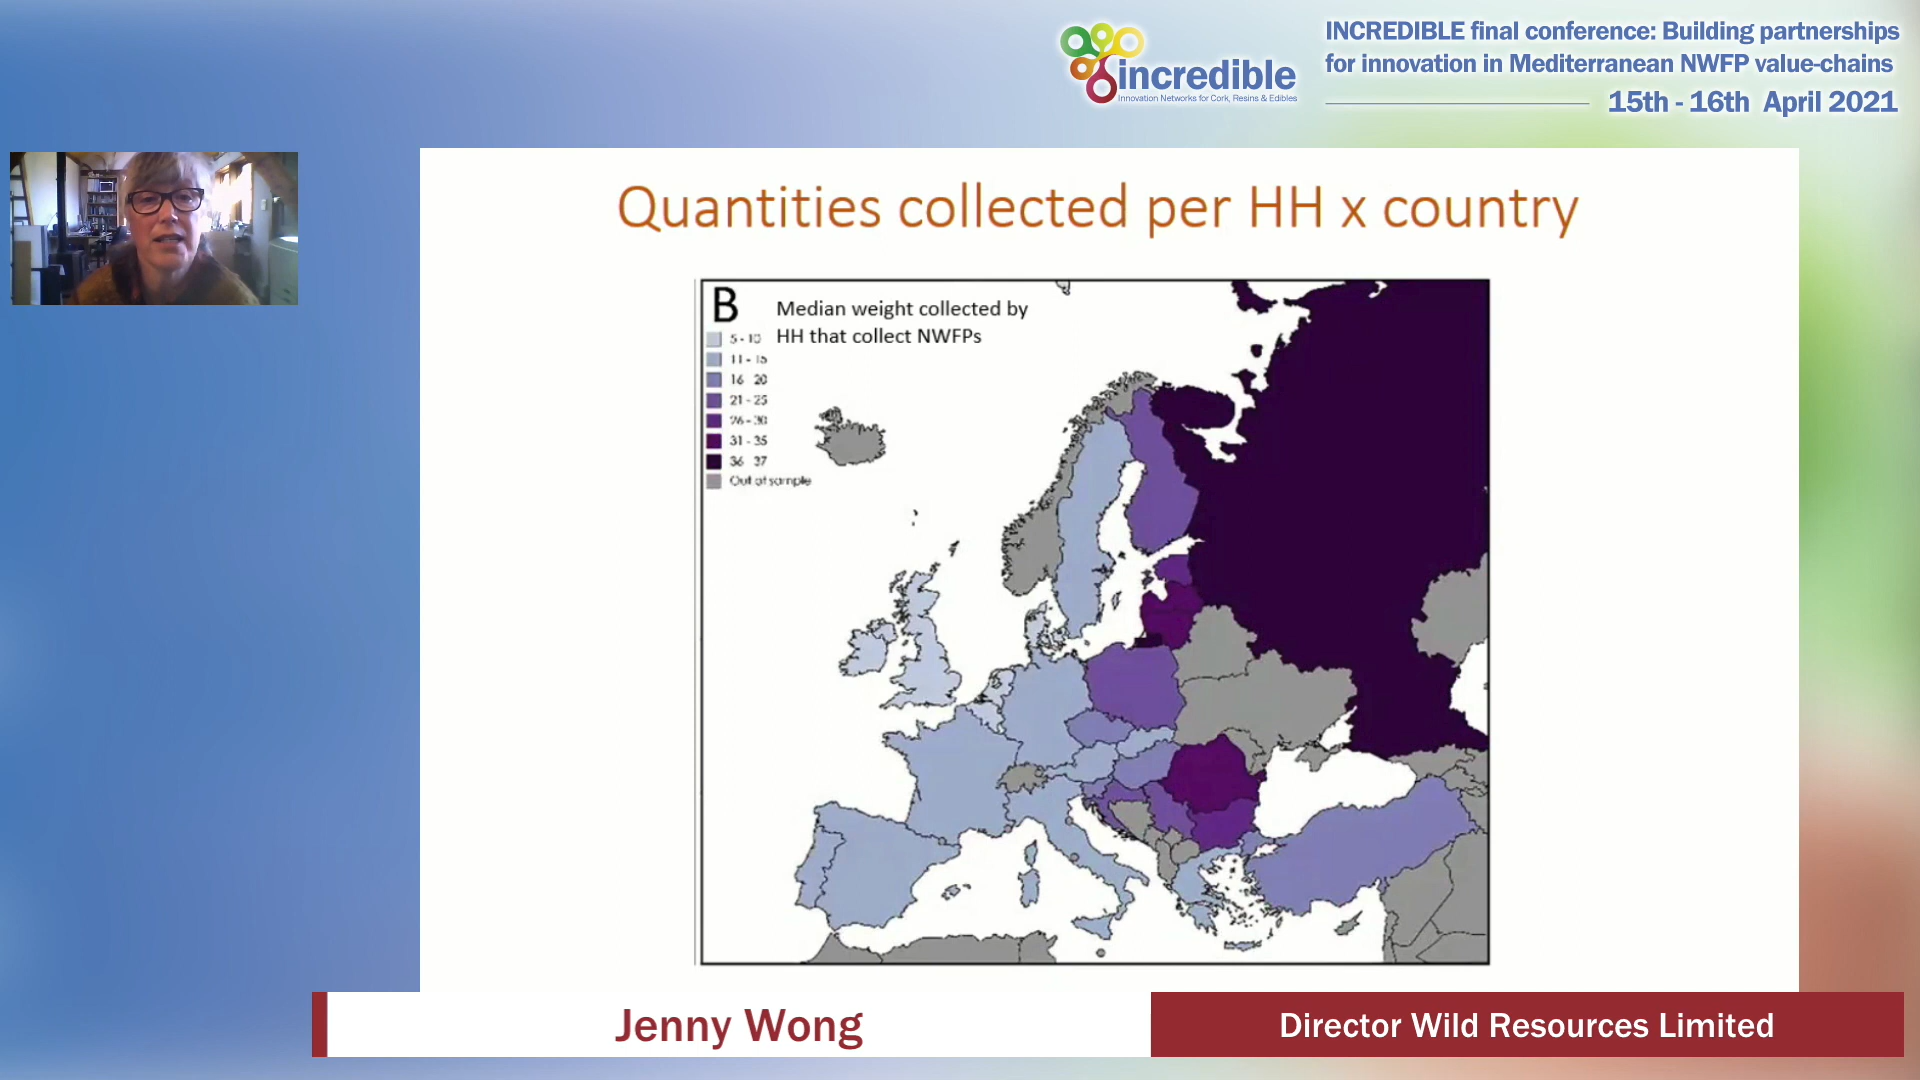 incredible
Innovation Networks for Cork, Resins & Edibles
INCREDIBLE final conference: Building partnerships
for innovation in Mediterranean NWFP value-chains
15th - 16th April 2021
Quantities collected per HH x country
B
Median weight collected by
HH that collect NWFPs
5 - 10
11 - 15
16 20
21 - 25
26 - 30
31 - 35
36 37
Out of sample
Jenny Wong
Director Wild Resources Limited